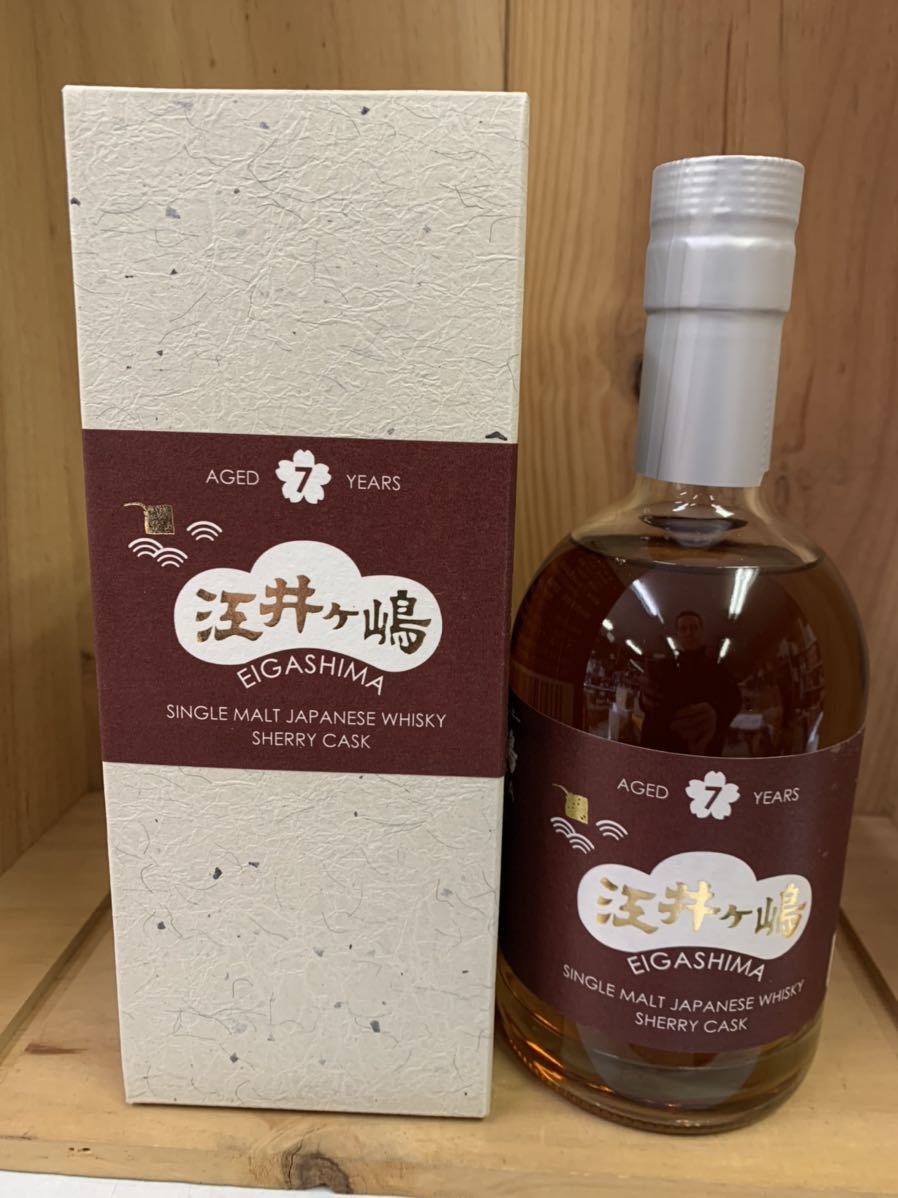 AGED 7 YEARS
江井ヶ嶋
EIGASHIMA
SINGLE MALT JAPANESE WHISKY
SHERRY CASK
AGED 7 YEARS
江井ヶ嶋
EIGASHIMA
SINGLE MALT JAPANESE WHISKY
SHERRY CASK